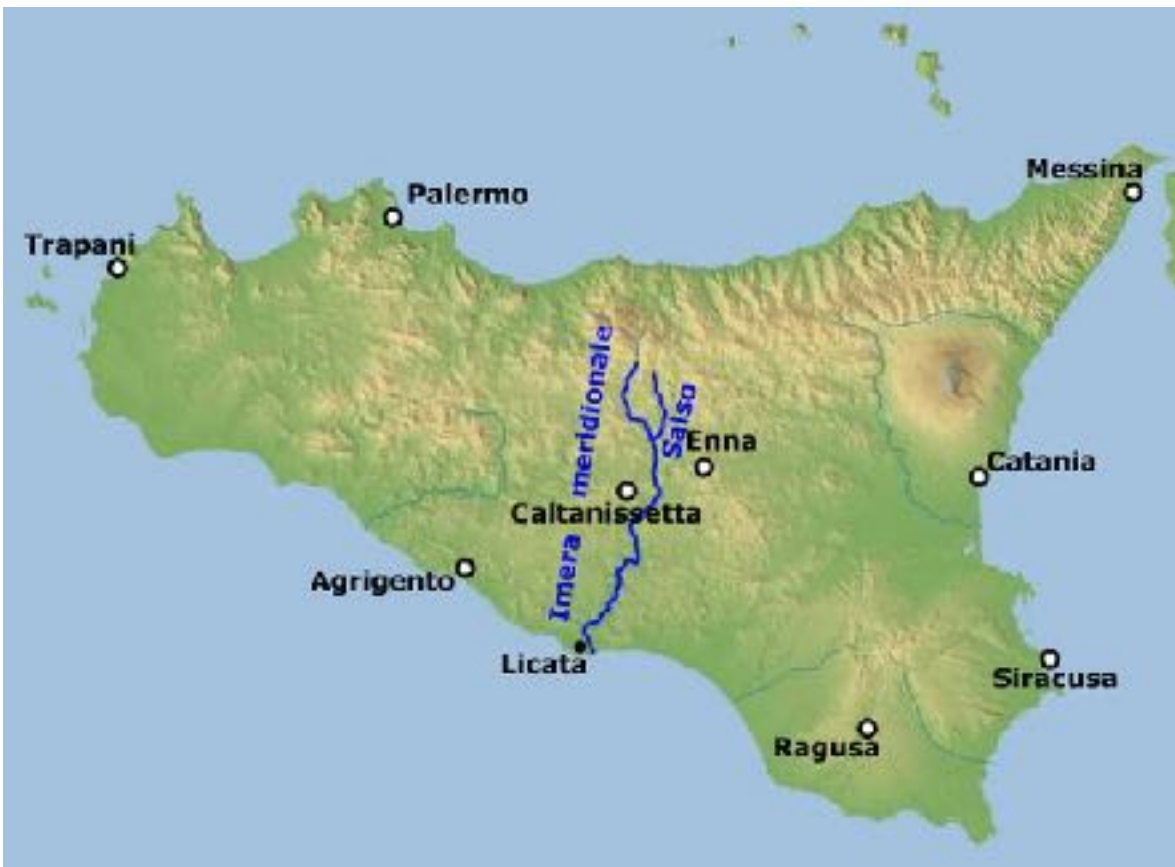 Messina
Palermo
Trapani
Imera meridionale
Salso
Enna
Catania
Caltanissetta
Agrigento
Licata
Siracusa
Ragusa